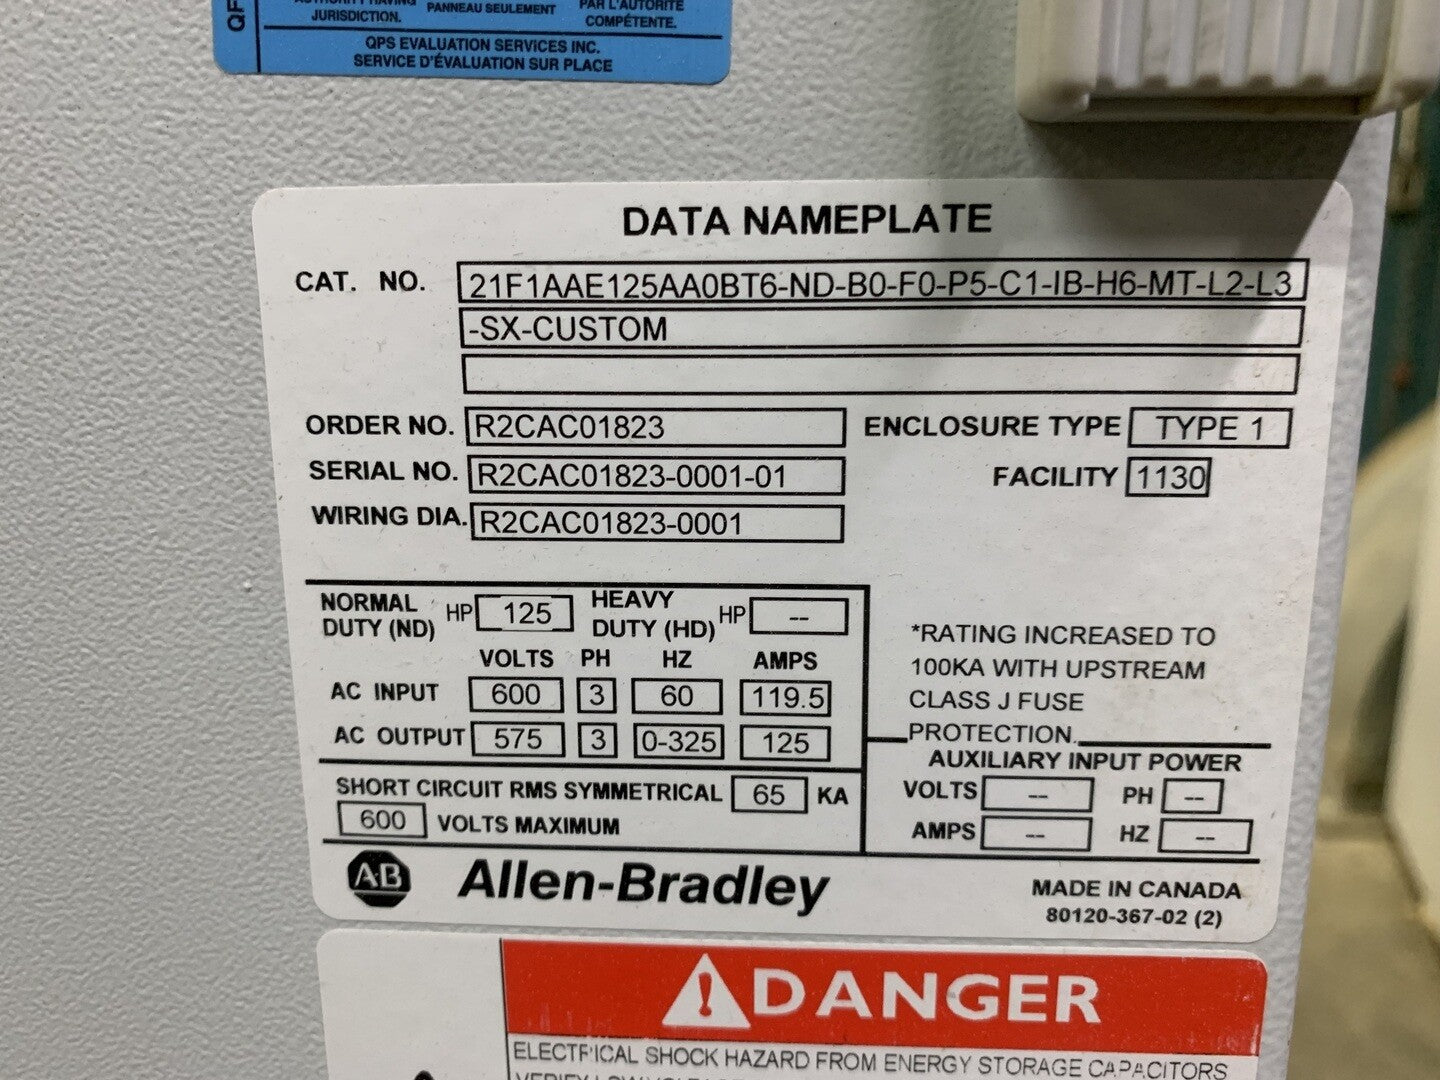 QPS
AUTHORITY HAVING
JURISDICTION.
PANNEAU SEULEMENT
PAR L'AUTORITÉ
COMPÉTENTE.
QPS EVALUATION SERVICES INC.
SERVICE D'ÉVALUATION SUR PLACE
DATA NAMEPLATE
CAT. NO. 21F1AAE125AA0BT6-ND-B0-F0-P5-C1-IB-H6-MT-L2-L3
-SX-CUSTOM
ORDER NO. R2CAC01823 ENCLOSURE TYPE TYPE 1
SERIAL NO. R2CAC01823-0001-01 FACILITY 1130
WIRING DIA. R2CAC01823-0001
NORMAL DUTY (ND) HP 125 HEAVY DUTY (HD) HP --
VOLTS PH HZ AMPS
AC INPUT 600 3 60 119.5
AC OUTPUT 575 3 0-325 125
SHORT CIRCUIT RMS SYMMETRICAL 65 KA
600 VOLTS MAXIMUM
*RATING INCREASED TO
100KA WITH UPSTREAM
CLASS J FUSE
PROTECTION.
AUXILIARY INPUT POWER
VOLTS -- PH --
AMPS -- HZ --
AB Allen-Bradley
MADE IN CANADA
80120-367-02 (2)
DANGER
ELECTRICAL SHOCK HAZARD FROM ENERGY STORAGE CAPACITORS